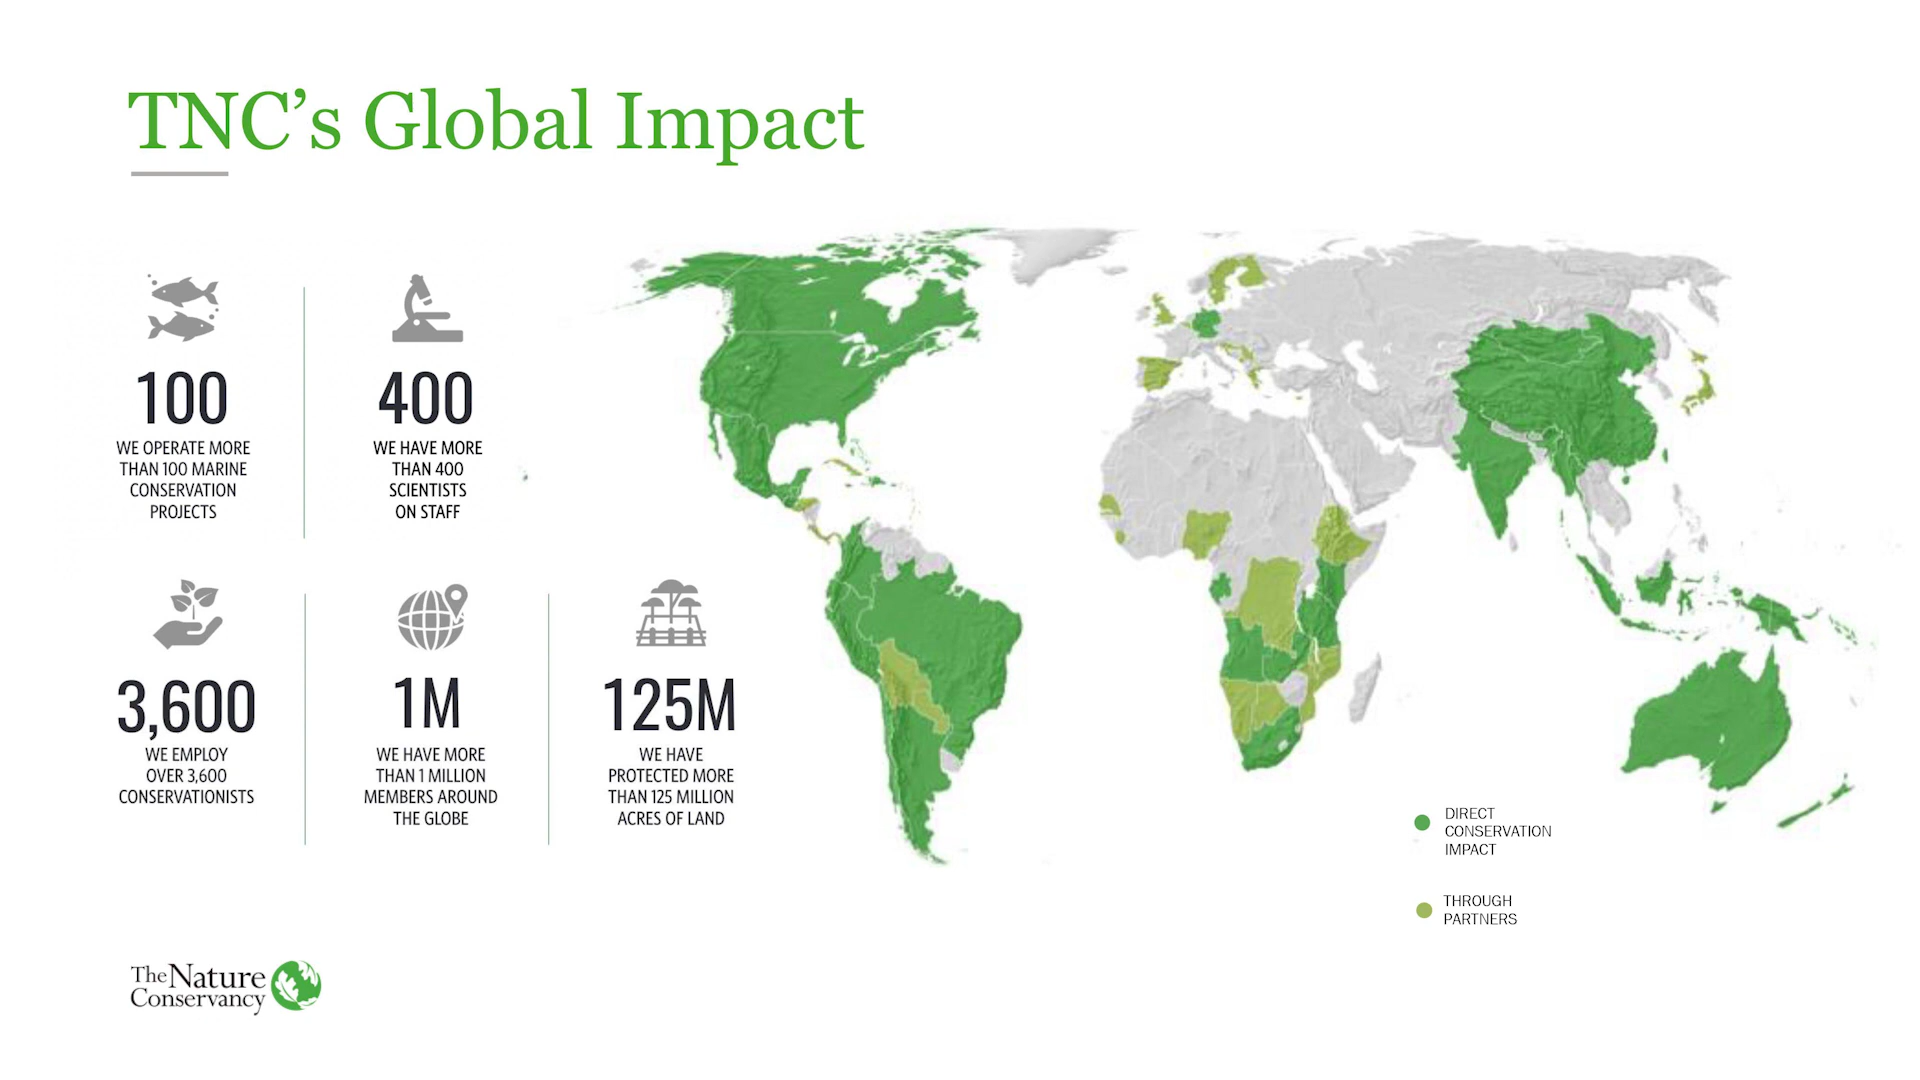 TNC’s Global Impact
100
WE OPERATE MORE
THAN 100 MARINE
CONSERVATION
PROJECTS
400
WE HAVE MORE
THAN 400
SCIENTISTS
ON STAFF
3,600
WE EMPLOY
OVER 3,600
CONSERVATIONISTS
1M
WE HAVE MORE
THAN 1 MILLION
MEMBERS AROUND
THE GLOBE
125M
WE HAVE
PROTECTED MORE
THAN 125 MILLION
ACRES OF LAND
DIRECT
CONSERVATION
IMPACT
THROUGH
PARTNERS
The Nature
Conservancy